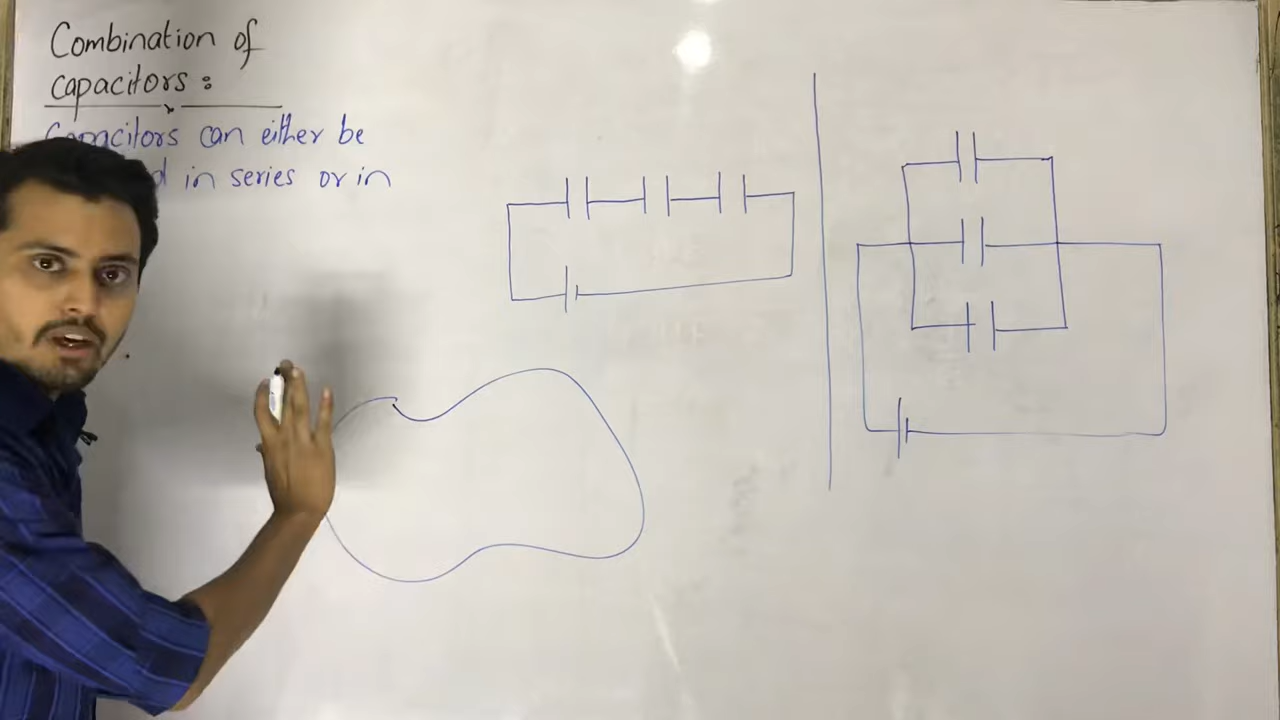 Combination of
capacitors :
Capacitors can either be
in series or in